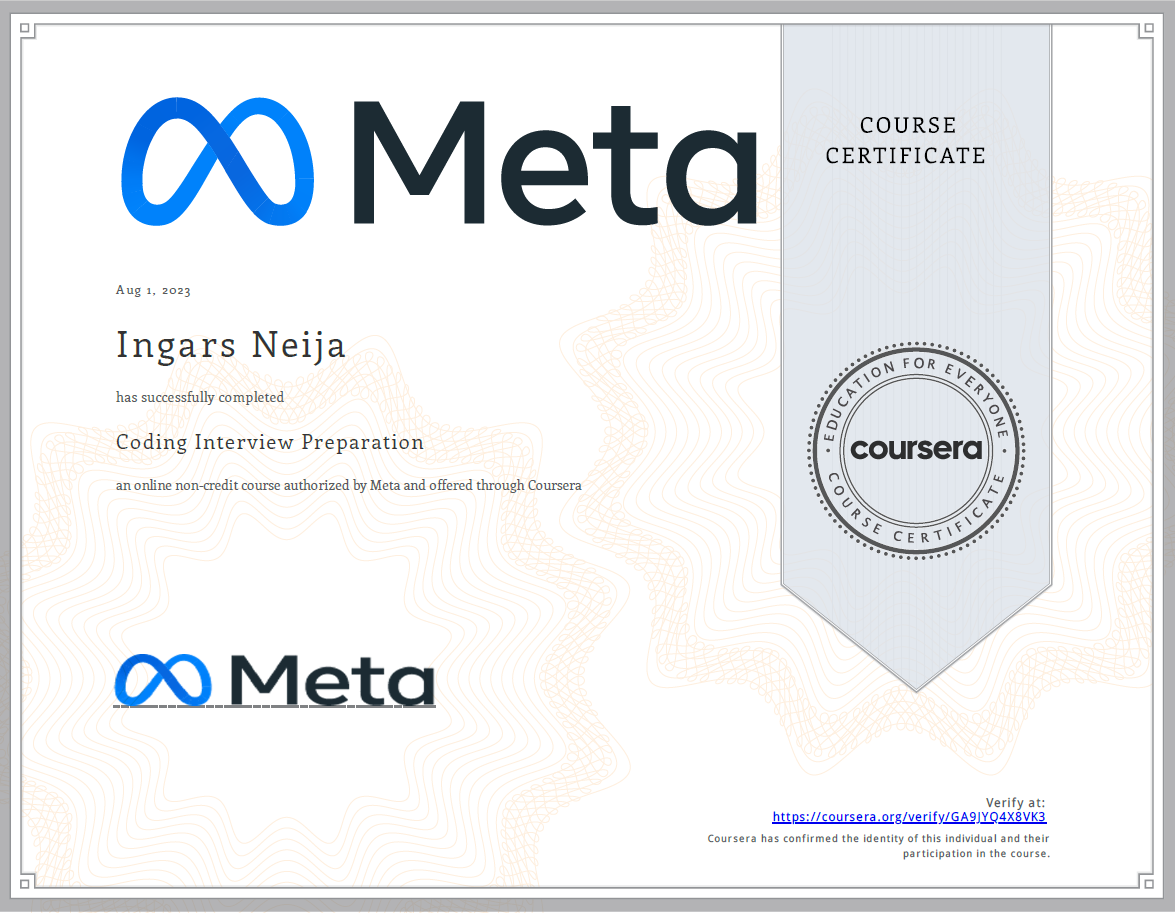 Meta
COURSE
CERTIFICATE
Aug 1, 2023
Ingars Neija
has successfully completed
Coding Interview Preparation
an online non-credit course authorized by Meta and offered through Coursera
• EDUCATION FOR EVERYONE •
coursera
COURSE CERTIFICATE
Meta
Verify at:
https://coursera.org/verify/GA9JYQ4X8VK3
Coursera has confirmed the identity of this individual and their
participation in the course.